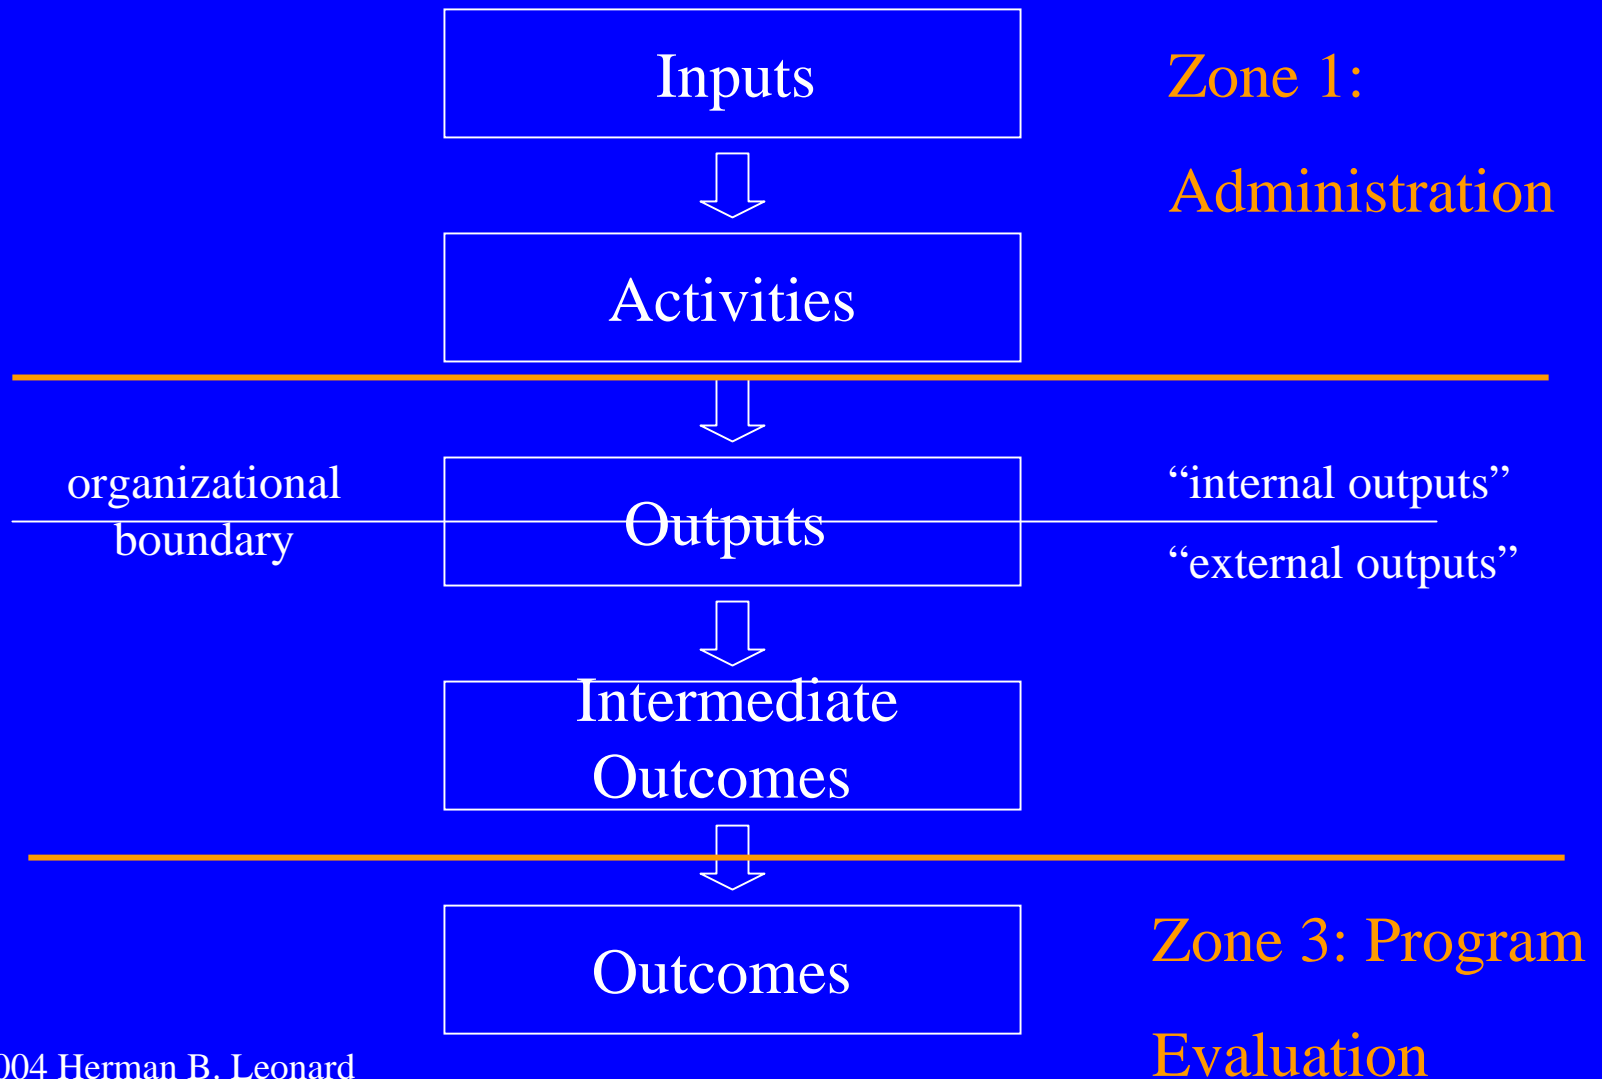 Inputs
Zone 1:
Administration
Activities
organizational
boundary
Outputs
“internal outputs”
“external outputs”
Intermediate
Outcomes
Outcomes
Zone 3: Program
Evaluation
004 Herman B. Leonard